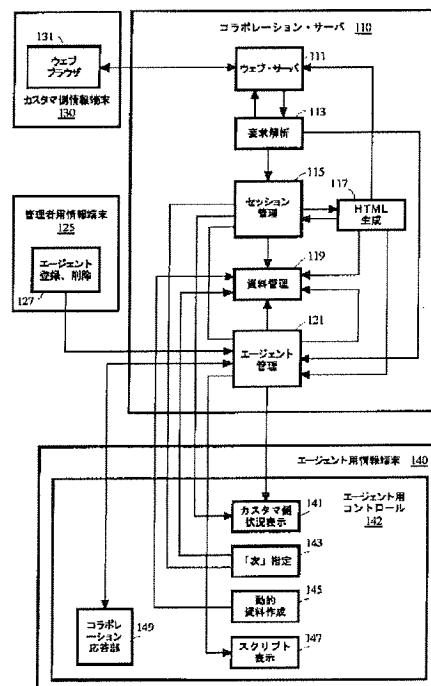 コラボレーション・サーバ 110
131
ウェブ
ブラウザ
カスタマ側情報端末
130
ウェブ・サーバ
111
要求解析
113
管理者用情報端末
125
エージェント
登録、削除
127
セッション
管理
115
HTML
生成
117
資料管理
119
エージェント
管理
121
エージェント用情報端末 140
エージェント用
コントロール
142
カスタマ側
状況表示
141
「次」指定
143
動的
資料作成
145
スクリプト
表示
147
コラボ
レーション
応答部
149